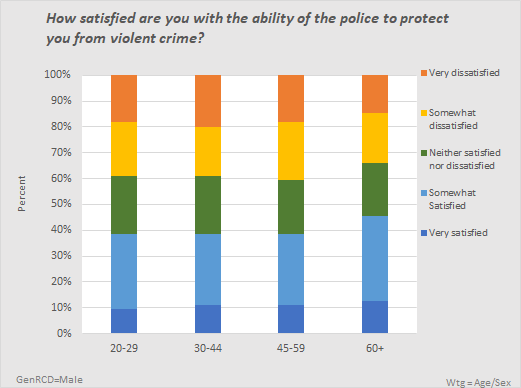 How satisfied are you with the ability of the police to protect
you from violent crime?
100%
90%
80%
70%
60%
50%
40%
30%
20%
10%
0%
Percent
20-29
30-44
45-59
60+
Very dissatisfied
Somewhat
dissatisfied
Neither satisfied
nor dissatisfied
Somewhat
Satisfied
Very satisfied
GenRCD=Male
Wtg = Age/Sex